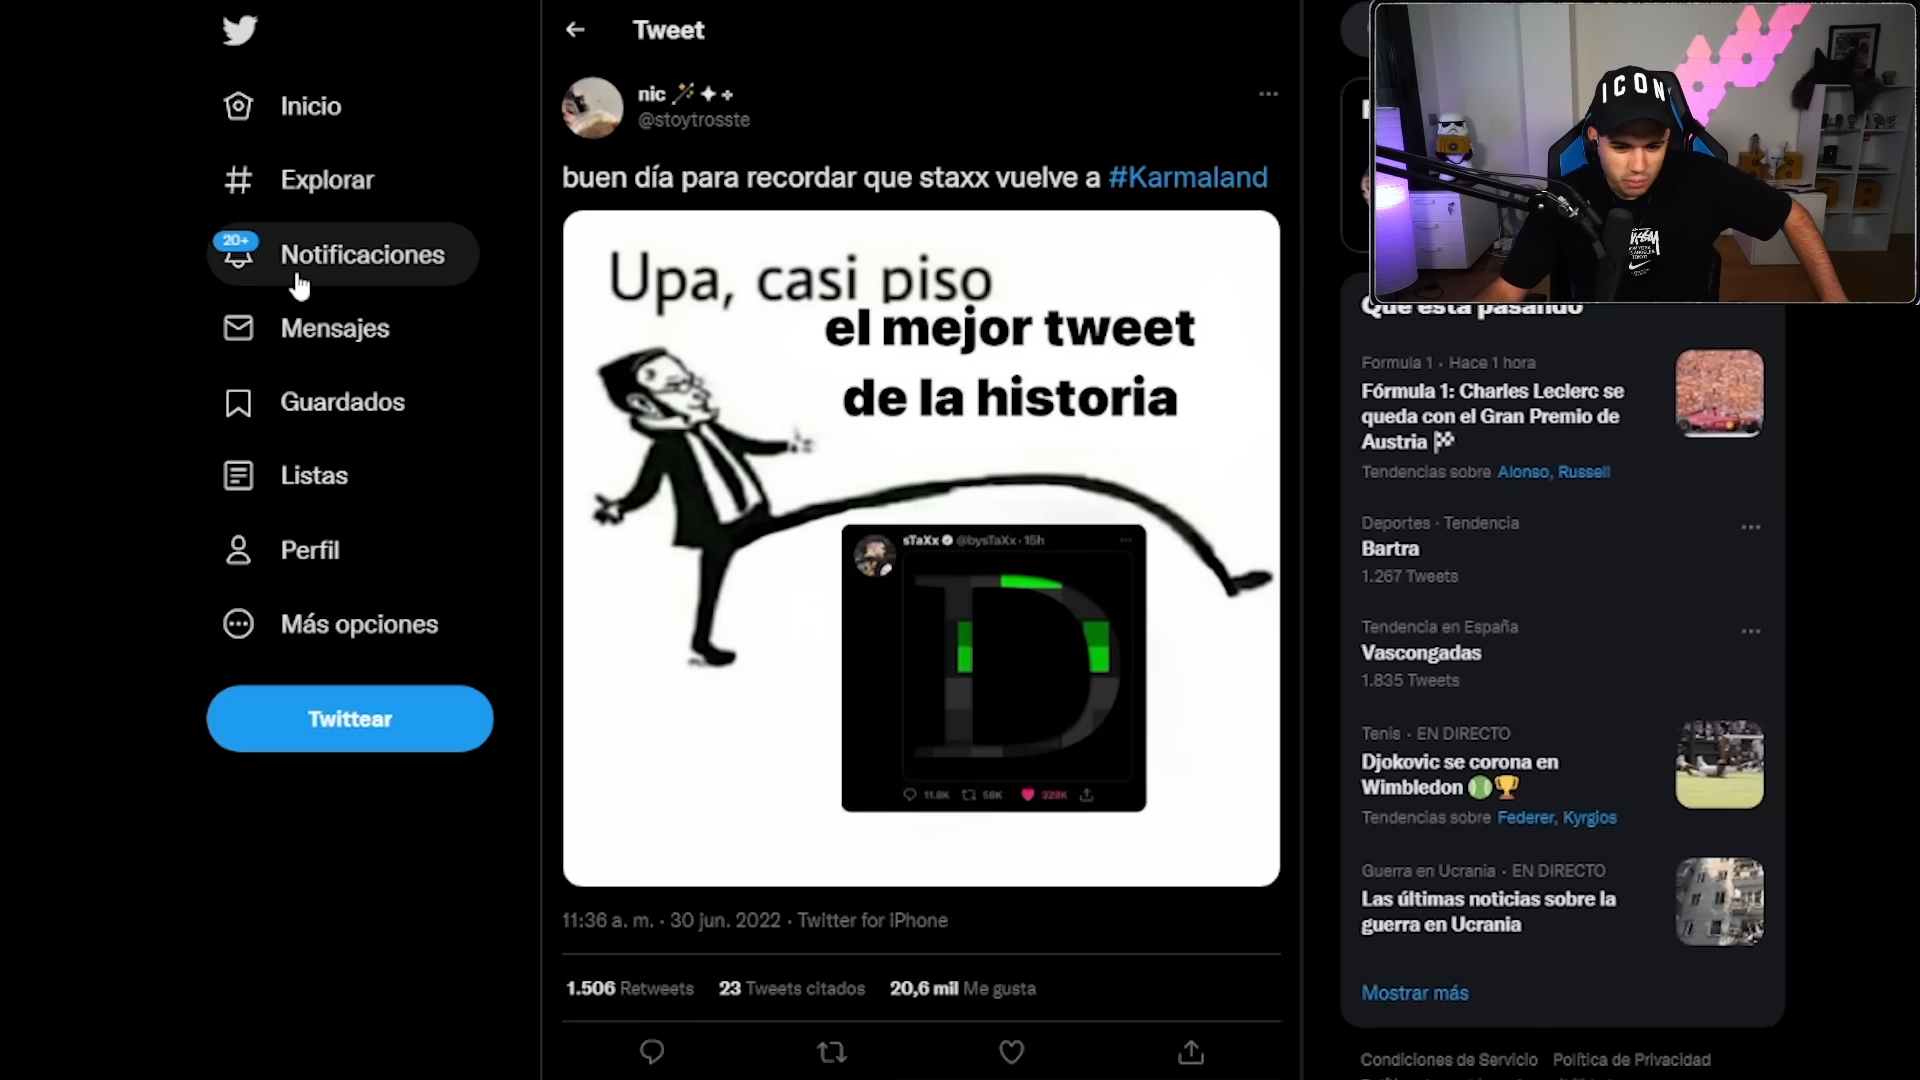 Tweet
nic
@stoytrosste
buen día para recordar que staxx vuelve a #Karmaland
Upa, casi piso
el mejor tweet
de la historia
sTaXx @bysTaXx · 15h
D
11.8K 58K 328K
11:36 a. m. · 30 jun. 2022 · Twitter for iPhone
1.506 Retweets 23 Tweets citados 20,6 mil Me gusta
Inicio
Explorar
20+
Notificaciones
Mensajes
Guardados
Listas
Perfil
Más opciones
Twittear
ICON
Qué está pasando
Formula 1 · Hace 1 hora
Fórmula 1: Charles Leclerc se
queda con el Gran Premio de
Austria
Tendencias sobre Alonso, Russell
Deportes · Tendencia
Bartra
1.267 Tweets
Tendencia en España
Vascongadas
1.835 Tweets
Tenis · EN DIRECTO
Djokovic se corona en
Wimbledon
Tendencias sobre Federer, Kyrgios
Guerra en Ucrania · EN DIRECTO
Las últimas noticias sobre la
guerra en Ucrania
Mostrar más
Condiciones de Servicio Política de Privacidad